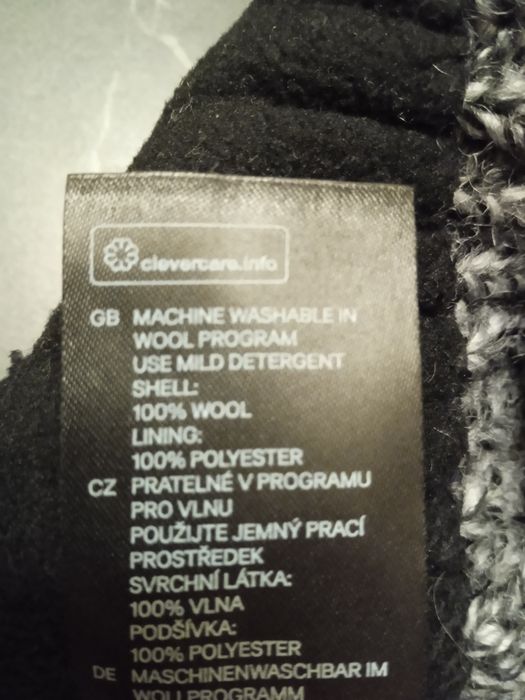 clevercare.info
GB MACHINE WASHABLE IN
WOOL PROGRAM
USE MILD DETERGENT
SHELL:
100% WOOL
LINING:
100% POLYESTER
CZ PRATELNÉ V PROGRAMU
PRO VLNU
POUŽIJTE JEMNÝ PRACÍ
PROSTŘEDEK
SVRCHNÍ LÁTKA:
100% VLNA
PODŠÍVKA:
100% POLYESTER
DE MASCHINENWASCHBAR IM
WOLLPROGRAMM